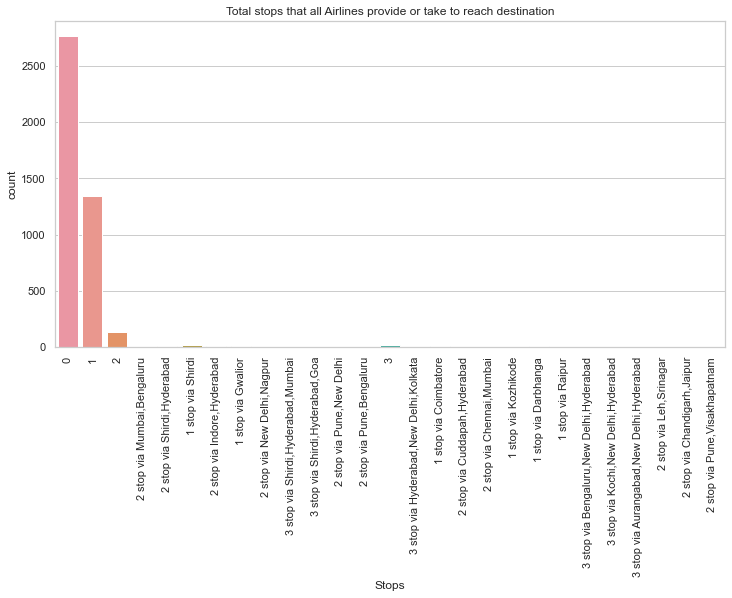 Total stops that all Airlines provide or take to reach destination
2500
2000
1500
1000
500
0
count
0
1
2
2 stop via Mumbai,Bengaluru
2 stop via Shirdi,Hyderabad
1 stop via Shirdi
2 stop via Indore,Hyderabad
1 stop via Gwalior
2 stop via New Delhi,Nagpur
3 stop via Shirdi,Hyderabad,Mumbai
3 stop via Shirdi,Hyderabad,Goa
2 stop via Pune,New Delhi
2 stop via Pune,Bengaluru
3
3 stop via Hyderabad,New Delhi,Kolkata
1 stop via Coimbatore
2 stop via Cuddapah,Hyderabad
2 stop via Chennai,Mumbai
1 stop via Kozhikode
1 stop via Darbhanga
1 stop via Raipur
3 stop via Bengaluru,New Delhi,Hyderabad
3 stop via Kochi,New Delhi,Hyderabad
3 stop via Aurangabad,New Delhi,Hyderabad
2 stop via Leh,Srinagar
2 stop via Chandigarh,Jaipur
2 stop via Pune,Visakhapatnam
Stops